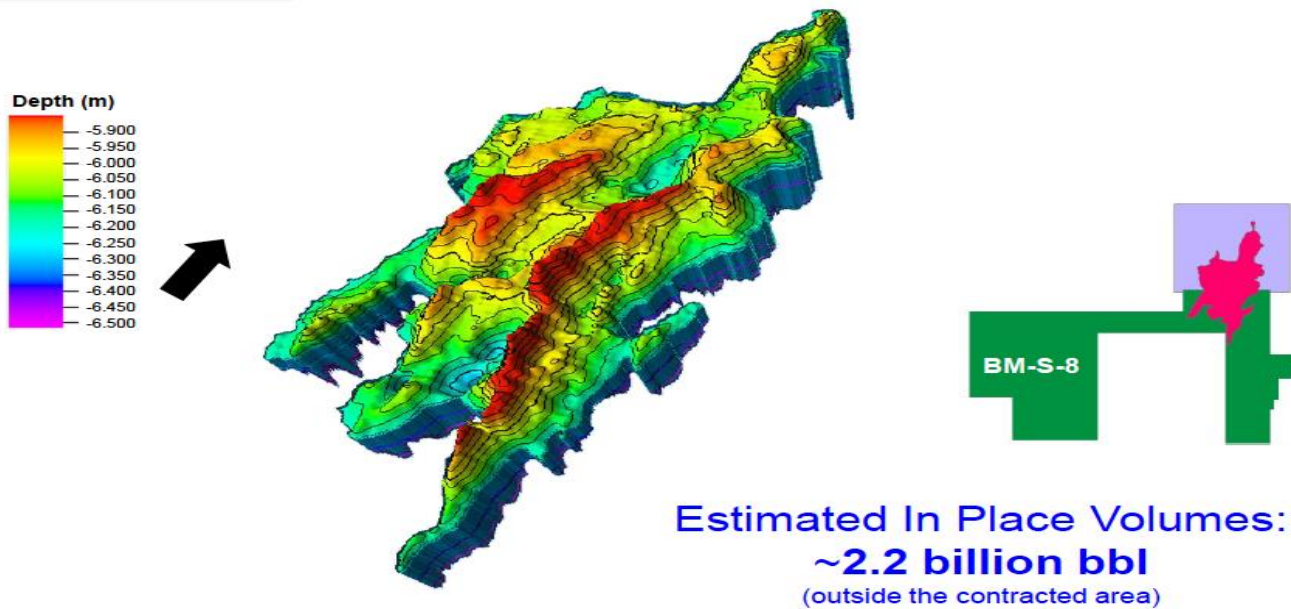 Depth (m)
-5.900
-5.950
-6.000
-6.050
-6.100
-6.150
-6.200
-6.250
-6.300
-6.350
-6.400
-6.450
-6.500
BM-S-8
Estimated In Place Volumes:
~2.2 billion bbl
(outside the contracted area)